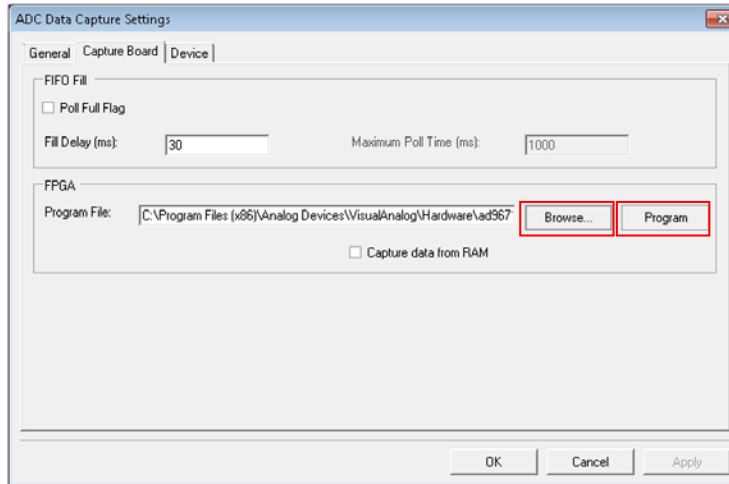 ADC Data Capture Settings
General Capture Board Device
FIFO Fill
Poll Full Flag
Fill Delay (ms): 30 Maximum Poll Time (ms): 1000
FPGA
Program File: C:\Program Files (x86)\Analog Devices\VisualAnalog\Hardware\ad967 Browse... Program
Capture data from RAM
OK Cancel Apply